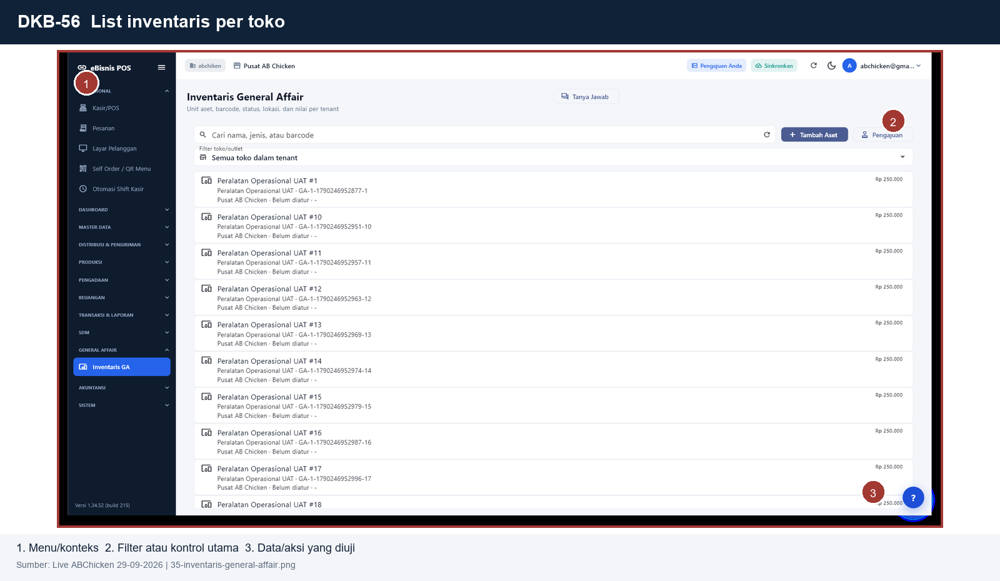 DKB-56 List inventaris per toko
eBisnis POS
1
IONAL
Kasir/POS
Pesanan
Layar Pelanggan
Self Order / QR Menu
Otomasi Shift Kasir
DASHBOARD
MASTER DATA
DISTRIBUSI & PENGIRIMAN
PRODUKSI
PENGADAAN
KEUANGAN
TRANSAKSI & LAPORAN
SDM
GENERAL AFFAIR
Inventaris GA
AKUNTANSI
SISTEM
Versi 1.34.52 (build 215)
abchiken Pusat AB Chicken Pengajuan Anda Sinkronkan A abchicken@gma...
Inventaris General Affair Tanya Jawab
Unit aset, barcode, status, lokasi, dan nilai per tenant
2
Cari nama, jenis, atau barcode + Tambah Aset Pengajuan
Filter toko/outlet
Semua toko dalam tenant
Peralatan Operasional UAT #1 Rp 250.000
Peralatan Operasional UAT · GA-1-1790246952877-1
Pusat AB Chicken · Belum diatur · -
Peralatan Operasional UAT #10 Rp 250.000
Peralatan Operasional UAT · GA-1-1790246952951-10
Pusat AB Chicken · Belum diatur · -
Peralatan Operasional UAT #11 Rp 250.000
Peralatan Operasional UAT · GA-1-1790246952957-11
Pusat AB Chicken · Belum diatur · -
Peralatan Operasional UAT #12 Rp 250.000
Peralatan Operasional UAT · GA-1-1790246952963-12
Pusat AB Chicken · Belum diatur · -
Peralatan Operasional UAT #13 Rp 250.000
Peralatan Operasional UAT · GA-1-1790246952969-13
Pusat AB Chicken · Belum diatur · -
Peralatan Operasional UAT #14 Rp 250.000
Peralatan Operasional UAT · GA-1-1790246952974-14
Pusat AB Chicken · Belum diatur · -
Peralatan Operasional UAT #15 Rp 250.000
Peralatan Operasional UAT · GA-1-1790246952979-15
Pusat AB Chicken · Belum diatur · -
Peralatan Operasional UAT #16 Rp 250.000
Peralatan Operasional UAT · GA-1-1790246952987-16
Pusat AB Chicken · Belum diatur · -
Peralatan Operasional UAT #17 Rp 250.000
Peralatan Operasional UAT · GA-1-1790246952996-17
Pusat AB Chicken · Belum diatur · -
3
?
Peralatan Operasional UAT #18 250.000
1. Menu/konteks 2. Filter atau kontrol utama 3. Data/aksi yang diuji
Sumber: Live ABChicken 29-09-2026 | 35-inventaris-general-affair.png